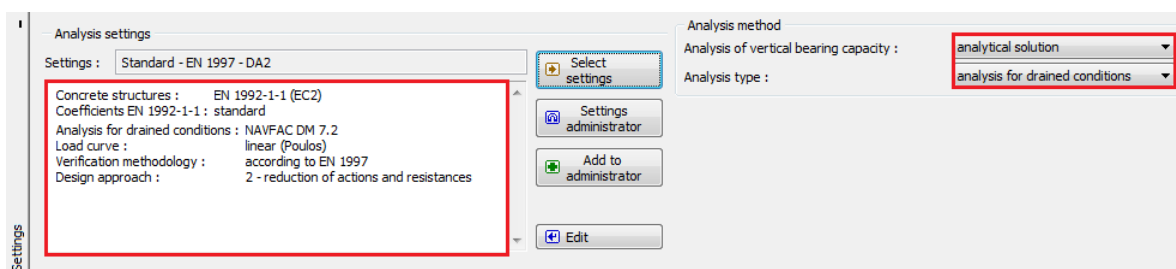 Analysis settings
Settings : Standard - EN 1997 - DA2
Concrete structures : EN 1992-1-1 (EC2)
Coefficients EN 1992-1-1 : standard
Analysis for drained conditions : NAVFAC DM 7.2
Load curve : linear (Poulos)
Verification methodology : according to EN 1997
Design approach : 2 - reduction of actions and resistances
Select
settings
Settings
administrator
Add to
administrator
Edit
Analysis method
Analysis of vertical bearing capacity : analytical solution
Analysis type : analysis for drained conditions
Settings